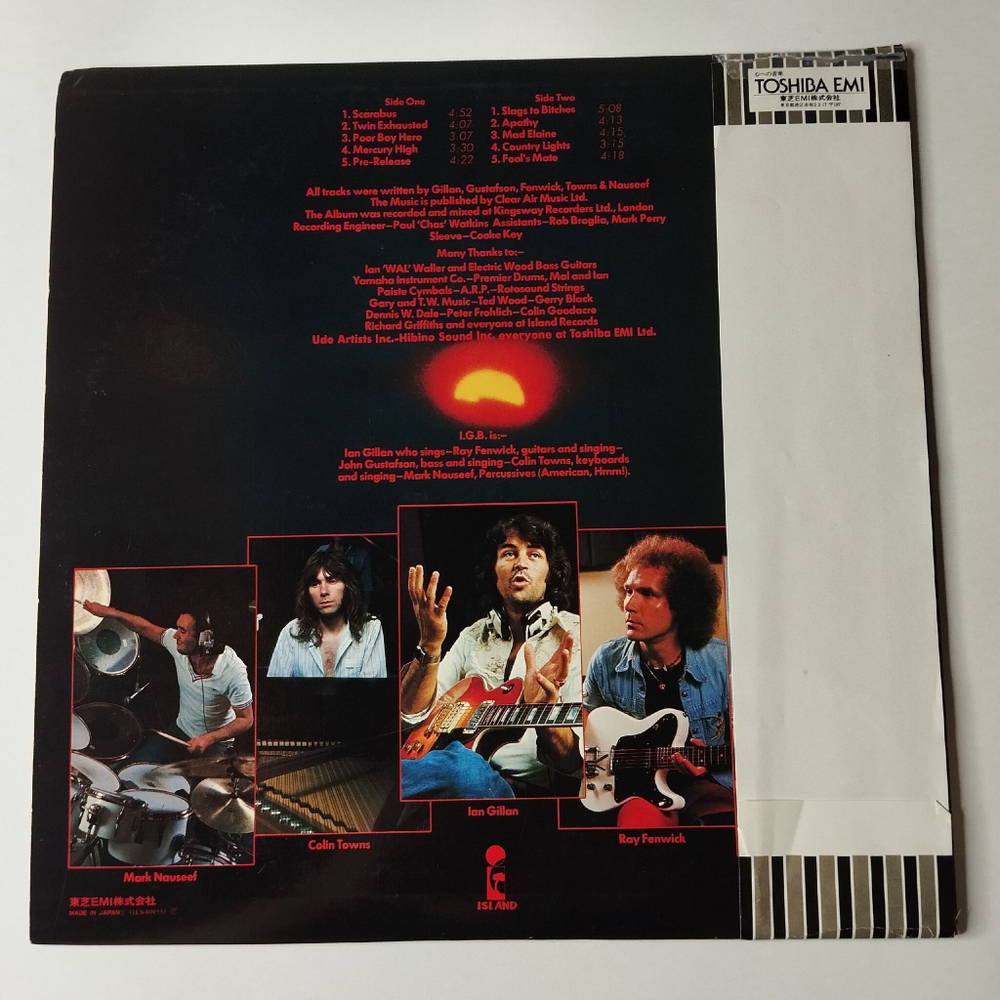 Side One
1. Scarabus 4:52
2. Twin Exhausted 4:07
3. Poor Boy Hero 3:07
4. Mercury High 3:30
5. Pre-Release 4:22
Side Two
1. Slags to Bitches 5:08
2. Apathy 4:13
3. Mad Elaine 4:15
4. Country Lights 3:15
5. Fool's Mate 4:18
All tracks were written by Gillan, Gustafson, Fenwick, Towns & Nauseef
The Music is published by Clear Air Music Ltd.
The Album was recorded and mixed at Kingsway Recorders Ltd., London
Recording Engineer–Paul 'Chas' Watkins Assistants–Rob Broglia, Mark Perry
Sleeve–Cooke Key
Many Thanks to:–
Ian 'WAL' Waller and Electric Wood Bass Guitars
Yamaha Instrument Co.–Premier Drums, Mal and Ian
Paiste Cymbals–A.R.P.–Rotosound Strings
Gary and T.W. Music–Ted Wood–Gerry Black
Dennis W. Dale–Peter Frohlich–Colin Goodacre
Richard Griffiths and everyone at Island Records
Udo Artists Inc.-Hibino Sound Inc. everyone at Toshiba EMI Ltd.
I.G.B. is:–
Ian Gillan who sings–Ray Fenwick, guitars and singing–
John Gustafson, bass and singing–Colin Towns, keyboards
and singing–Mark Nauseef, Percussives (American, Hmm!).
Ian Gillan
Ray Fenwick
Colin Towns
Mark Nauseef
ISLAND
東芝EMI株式会社
MADE IN JAPAN
心への音楽
TOSHIBA EMI
東芝EMI株式会社